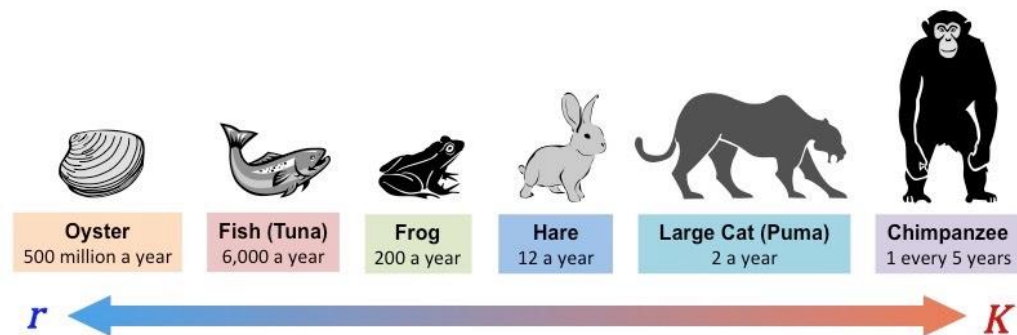 Oyster
500 million a year
Fish (Tuna)
6,000 a year
Frog
200 a year
Hare
12 a year
Large Cat (Puma)
2 a year
Chimpanzee
1 every 5 years
r
K